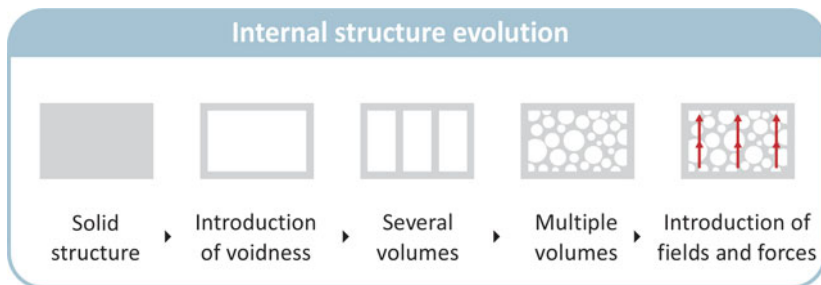 Internal structure evolution
Solid
structure
Introduction
of voidness
Several
volumes
Multiple
volumes
Introduction of
fields and forces